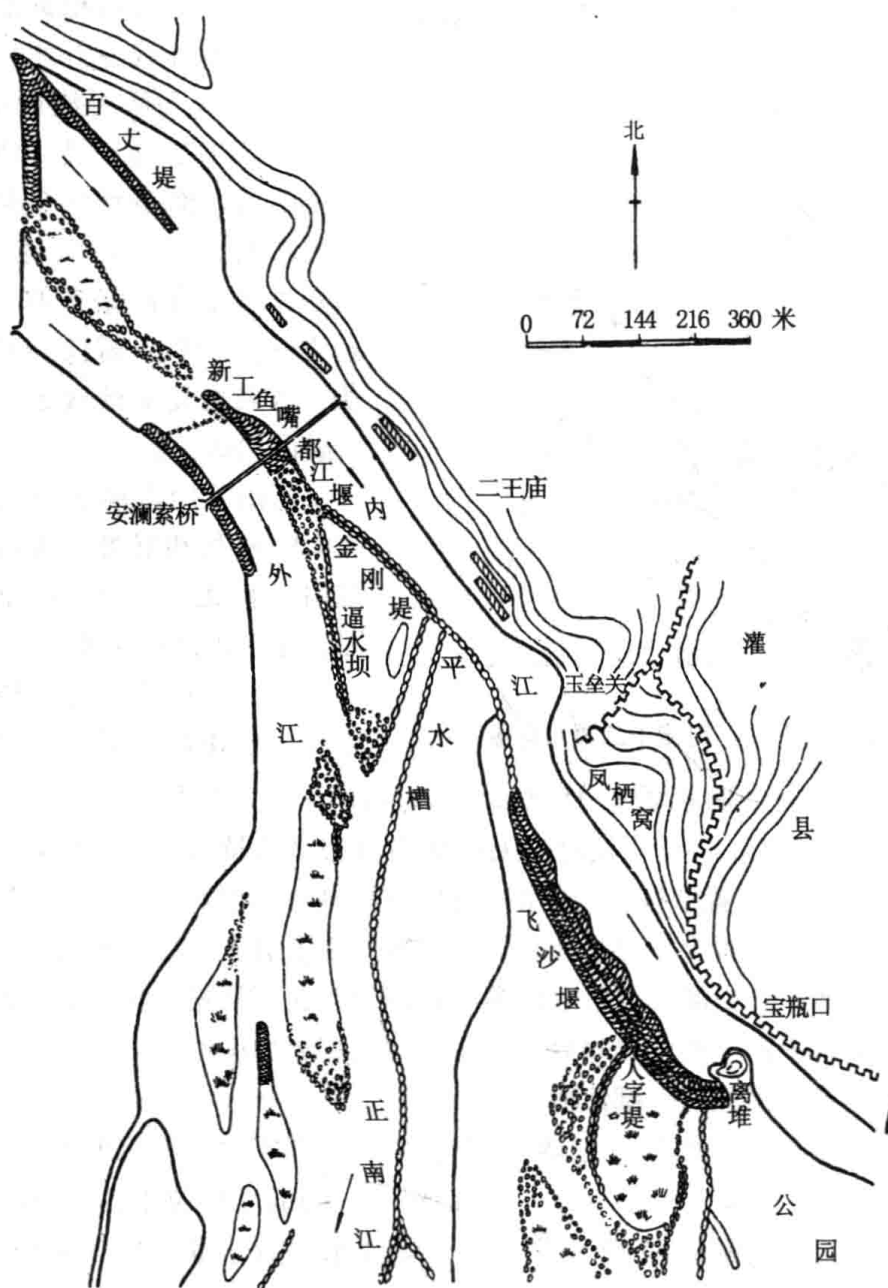 百丈堤
北
0 72 144 216 360 米
新工鱼嘴
都江堰
安澜索桥
二王庙
内江
外江
金刚堤
逼水坝
平水槽
玉垒关
灌县
凤栖窝
飞沙堰
宝瓶口
人字堤
离堆
正南江
公园